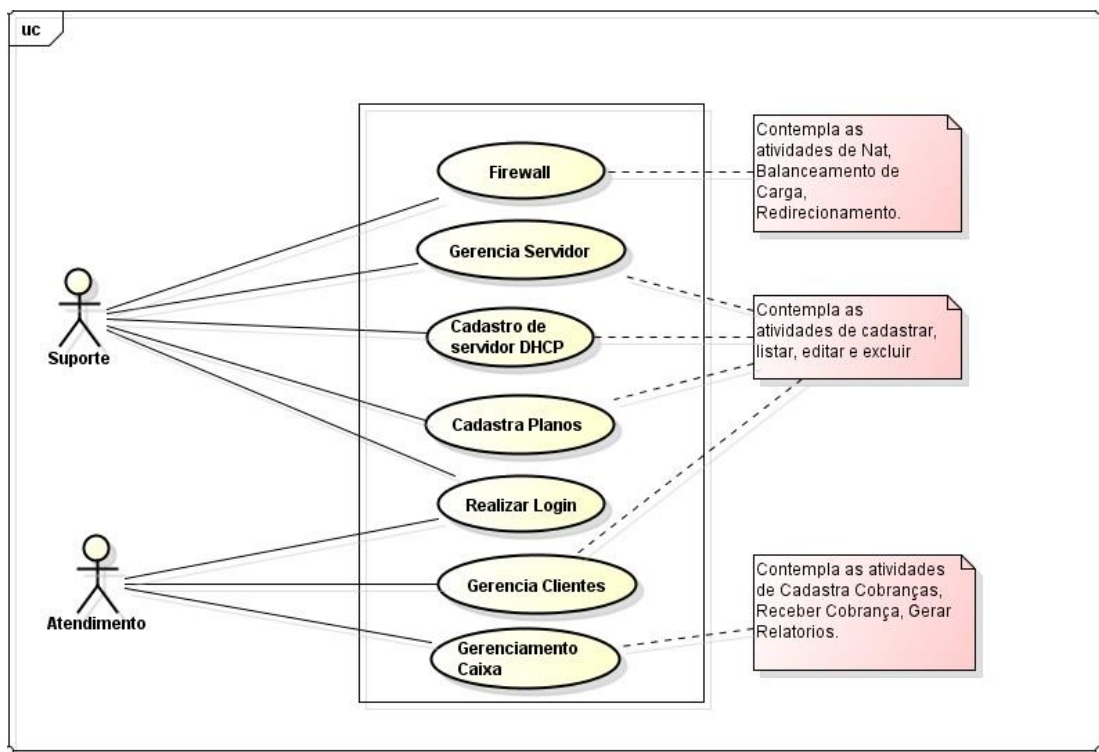 uc
Firewall
Contempla as
atividades de Nat,
Balanceamento de
Carga,
Redirecionamento.
Gerencia Servidor
Suporte
Cadastro de
servidor DHCP
Contempla as
atividades de cadastrar,
listar, editar e excluir
Cadastra Planos
Realizar Login
Atendimento
Gerencia Clientes
Gerenciamento
Caixa
Contempla as atividades
de Cadastra Cobranças,
Receber Cobrança, Gerar
Relatorios.